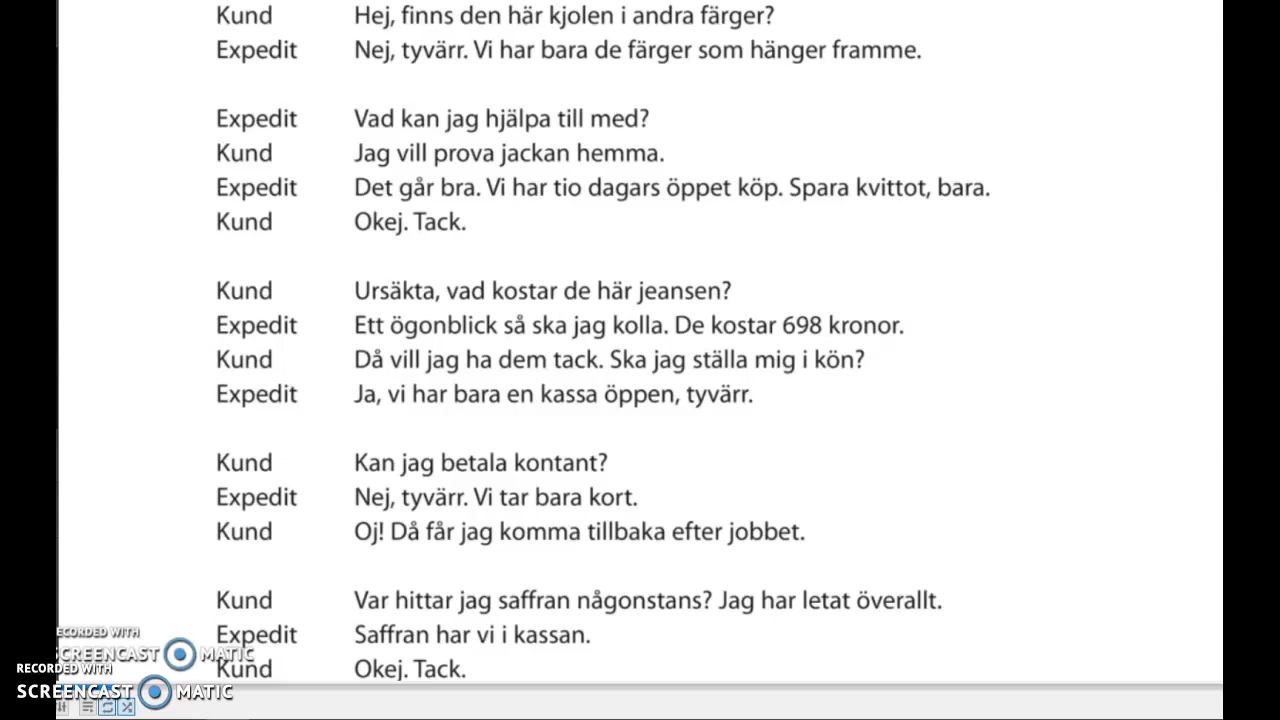 Kund Hej, finns den här kjolen i andra färger?
Expedit Nej, tyvärr. Vi har bara de färger som hänger framme.
Expedit Vad kan jag hjälpa till med?
Kund Jag vill prova jackan hemma.
Expedit Det går bra. Vi har tio dagars öppet köp. Spara kvittot, bara.
Kund Okej. Tack.
Kund Ursäkta, vad kostar de här jeansen?
Expedit Ett ögonblick så ska jag kolla. De kostar 698 kronor.
Kund Då vill jag ha dem tack. Ska jag ställa mig i kön?
Expedit Ja, vi har bara en kassa öppen, tyvärr.
Kund Kan jag betala kontant?
Expedit Nej, tyvärr. Vi tar bara kort.
Kund Oj! Då får jag komma tillbaka efter jobbet.
Kund Var hittar jag saffran någonstans? Jag har letat överallt.
Expedit Saffran har vi i kassan.
Kund Okej. Tack.
ECORDED WITH
SCREENCAST MATIC
RECORDED WITH
SCREENCAST MATIC